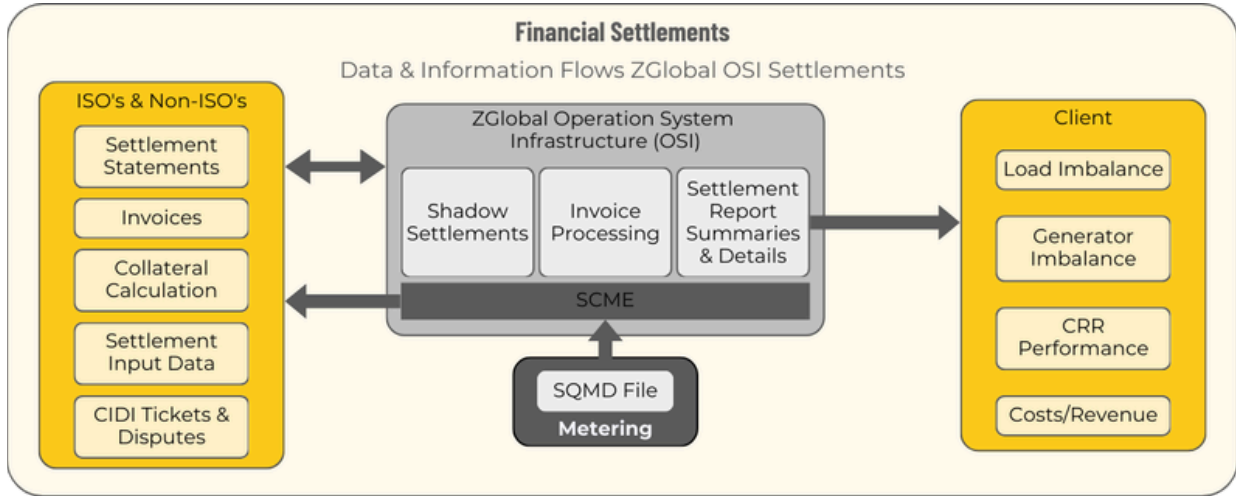 Financial Settlements
Data & Information Flows ZGlobal OSI Settlements
ISO's & Non-ISO's
Settlement
Statements
Invoices
Collateral
Calculation
Settlement
Input Data
CIDI Tickets &
Disputes
ZGlobal Operation System
Infrastructure (OSI)
Shadow
Settlements
Invoice
Processing
Settlement
Report
Summaries
& Details
SCME
SQMD File
Metering
Client
Load Imbalance
Generator
Imbalance
CRR
Performance
Costs/Revenue